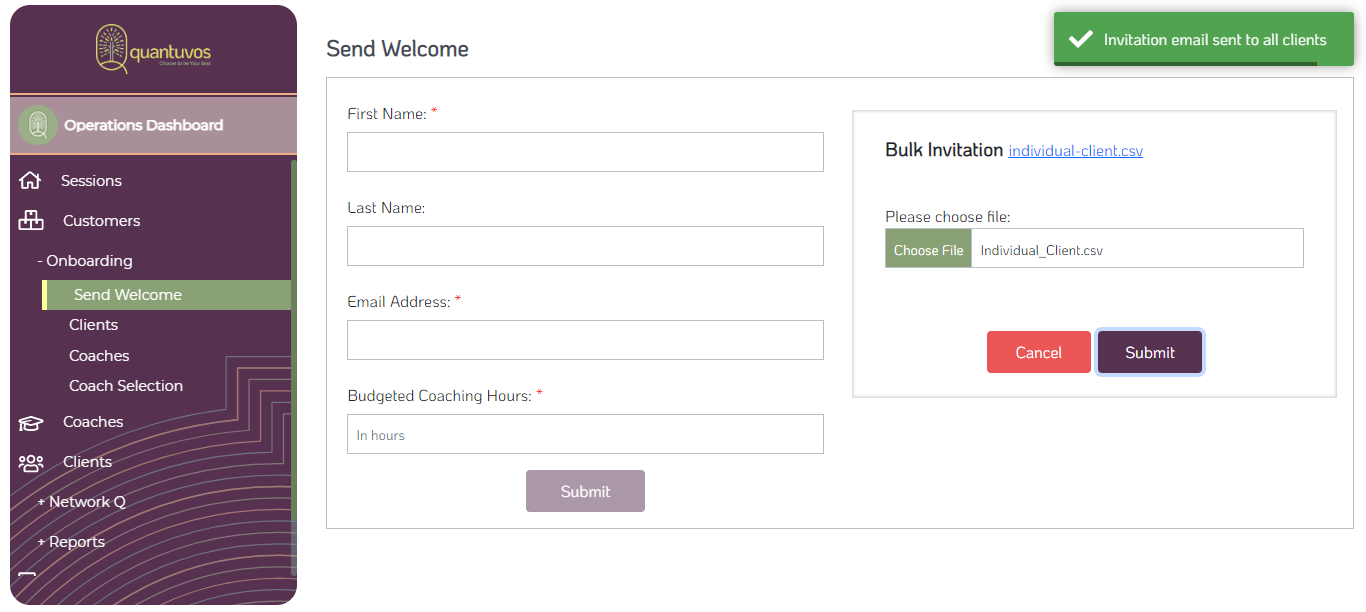 quantuvos
Choose to be Your Best
Operations Dashboard
Sessions
Customers
- Onboarding
Send Welcome
Clients
Coaches
Coach Selection
Coaches
Clients
+ Network Q
+ Reports
Send Welcome
Invitation email sent to all clients
First Name: *
Last Name:
Email Address: *
Budgeted Coaching Hours: *
In hours
Submit
Bulk Invitation individual-client.csv
Please choose file:
Choose File Individual_Client.csv
Cancel Submit